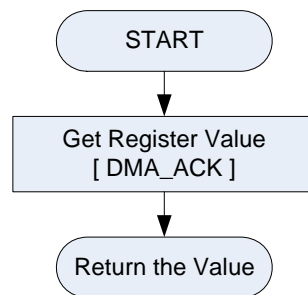 START
Get Register Value
[ DMA_ACK ]
Return the Value